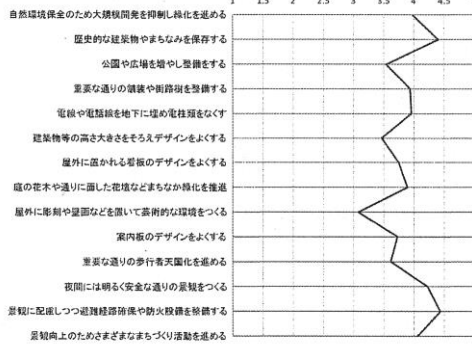 1 1.5 2 2.5 3 3.5 4 4.5
自然環境保全のため大規模開発を抑制し緑化を進める
歴史的な建築物やまちなみを保存する
公園や広場を増やし整備をする
重要な通りの舗装や街路樹を整備する
電線や電話線を地下に埋め電柱類をなくす
建築物等の高さ大きさをそろえデザインをよくする
屋外に置かれる看板のデザインをよくする
庭の花木や通りに面した花壇などまちなか緑化を推進
屋外に彫刻や壁画などを置いて芸術的な環境をつくる
案内板のデザインをよくする
重要な通りの歩行者天国化を進める
夜間には明るく安全な通りの景観をつくる
景観に配慮しつつ避難経路確保や防火設備を整備する
景観向上のためさまざまなまちづくり活動を進める